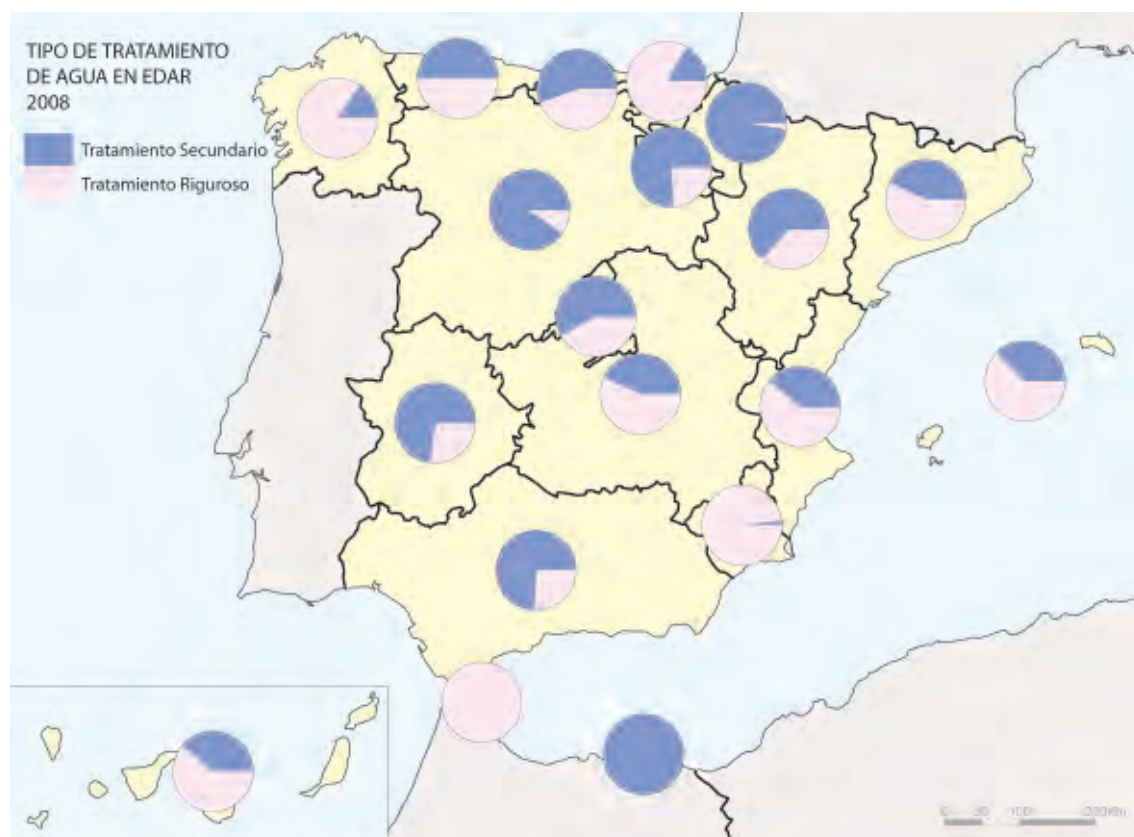 TIPO DE TRATAMIENTO
DE AGUA EN EDAR
2008
Tratamiento Secundario
Tratamiento Riguroso